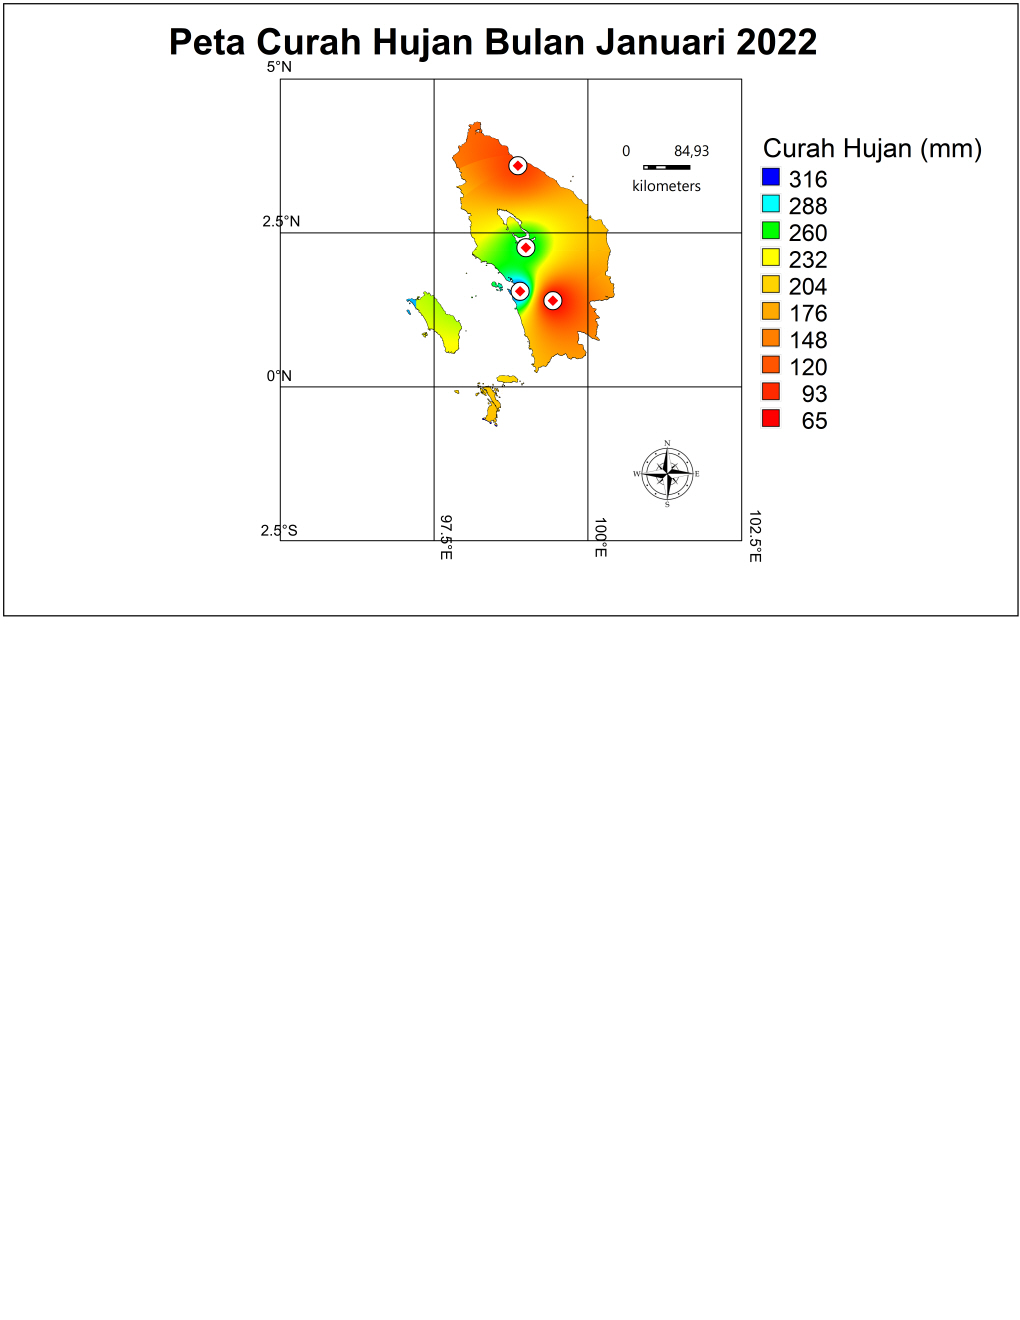 Peta Curah Hujan Bulan Januari 2022
5°N
0 84,93
kilometers
Curah Hujan (mm)
316
288
260
232
204
176
148
120
93
65
2.5°N
0°N
N
W E
S
2.5°S
97.5°E
100°E
102.5°E